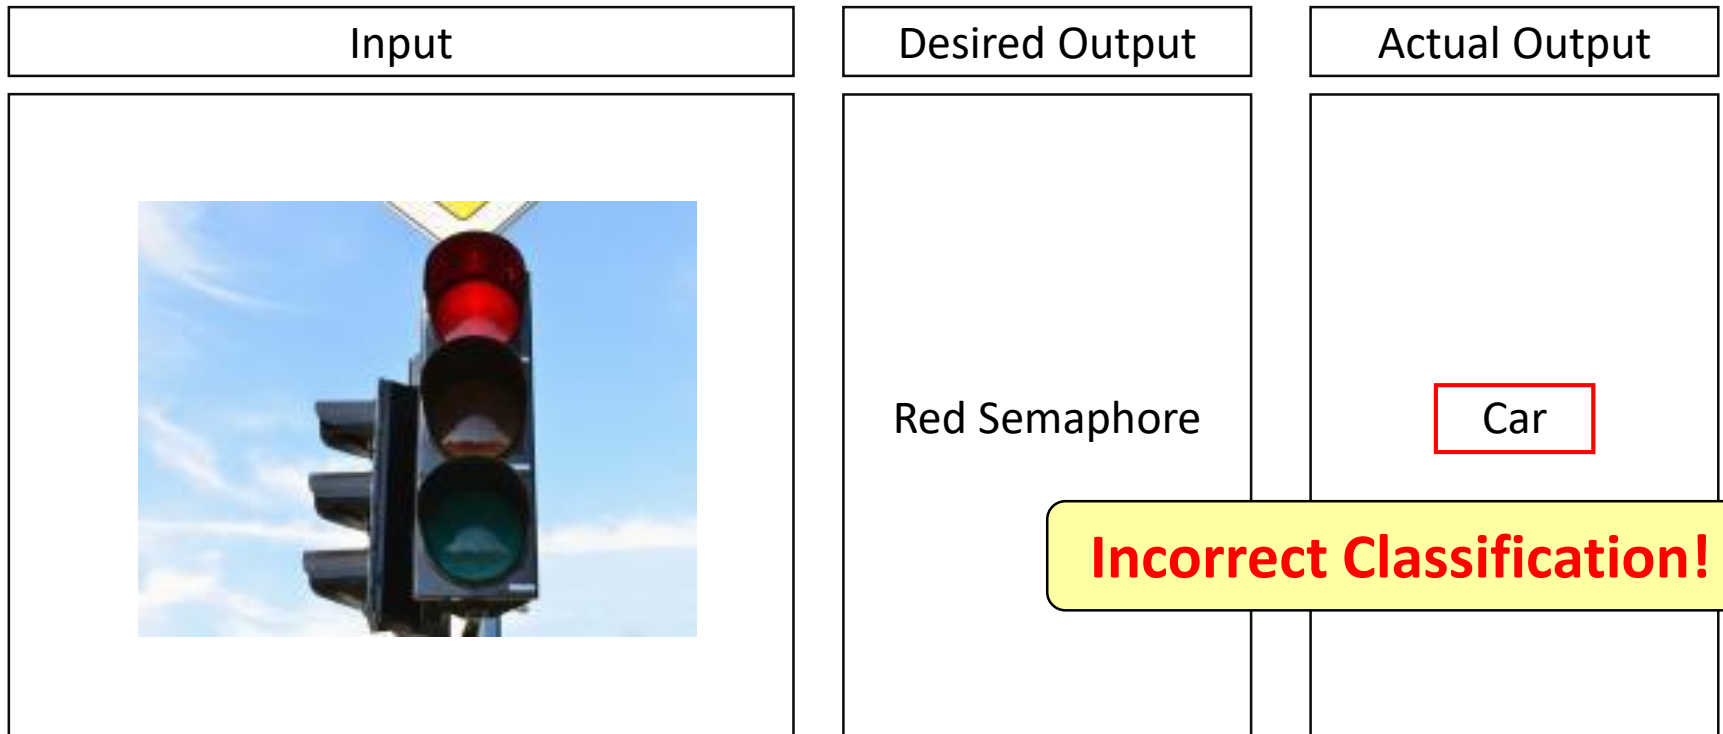 Input
Desired Output
Actual Output
Red Semaphore
Car
Incorrect Classification!